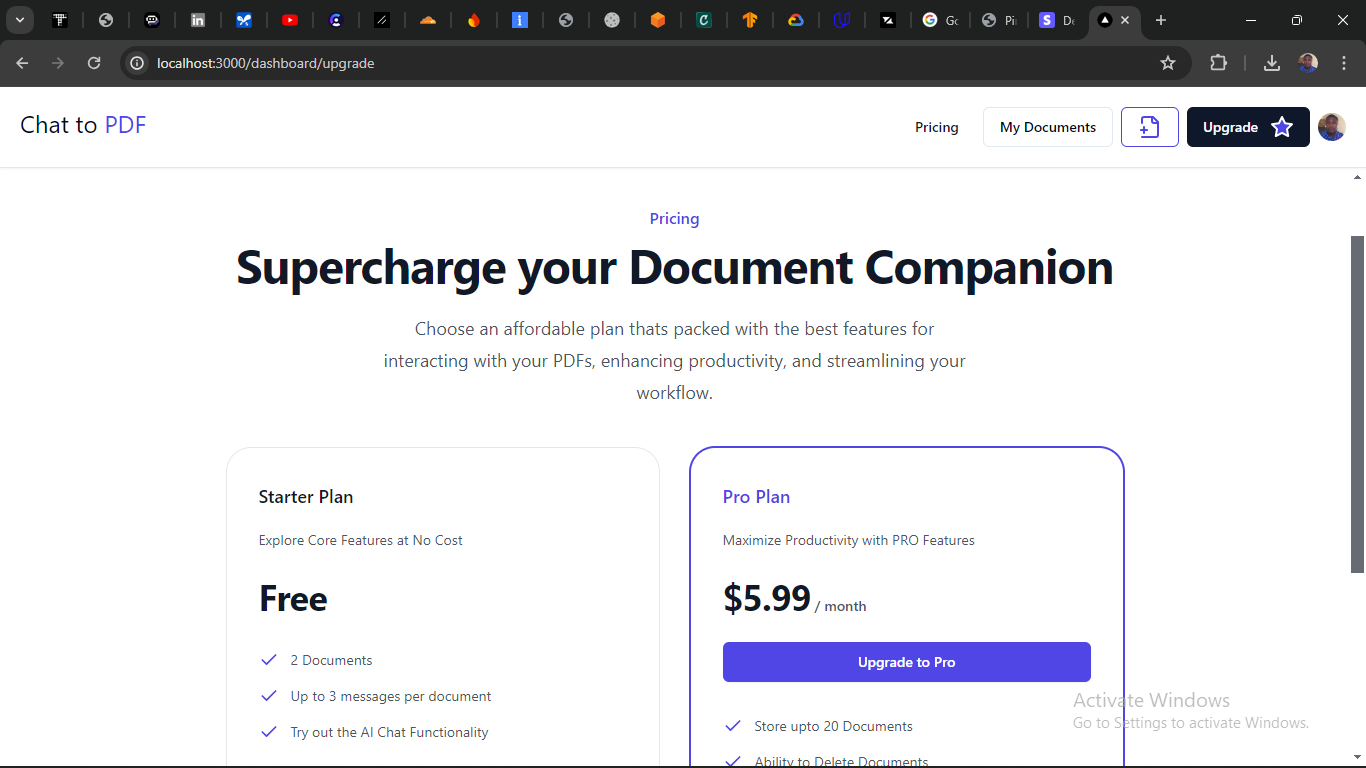 Gc
Pi
De
localhost:3000/dashboard/upgrade
Chat to PDF
Pricing
My Documents
Upgrade
Pricing
Supercharge your Document Companion
Choose an affordable plan thats packed with the best features for
interacting with your PDFs, enhancing productivity, and streamlining your
workflow.
Starter Plan
Explore Core Features at No Cost
Free
2 Documents
Up to 3 messages per document
Try out the AI Chat Functionality
Pro Plan
Maximize Productivity with PRO Features
$5.99 / month
Upgrade to Pro
Store upto 20 Documents
Ability to Delete Documents
Activate Windows
Go to Settings to activate Windows.